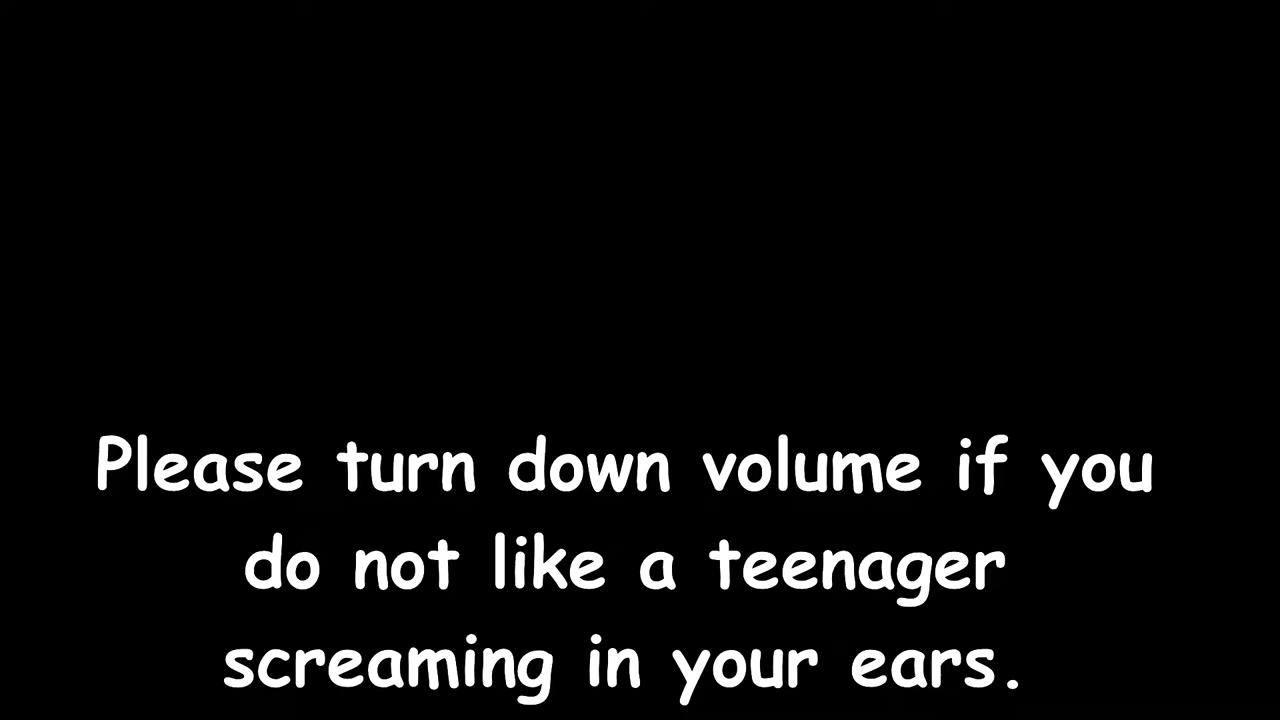 Please turn down volume if you
do not like a teenager
screaming in your ears.